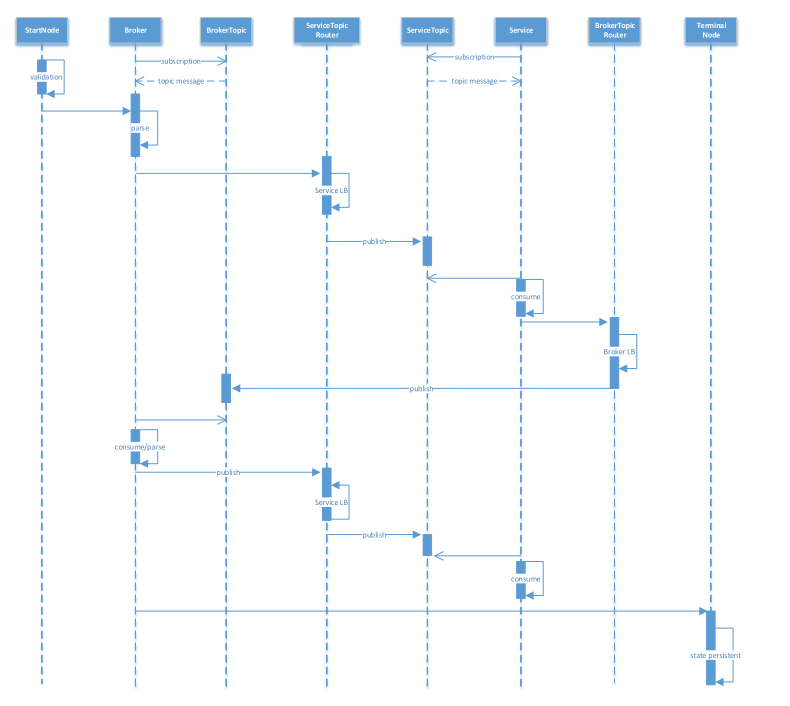 StartNode
Broker
BrokerTopic
ServiceTopic
Router
ServiceTopic
Service
BrokerTopic
Router
Terminal
Node
subscription
subscription
validation
topic message
topic message
parse
Service LB
publish
consume
Broker LB
publish
consume/parse
publish
Service LB
publish
consume
state persistent